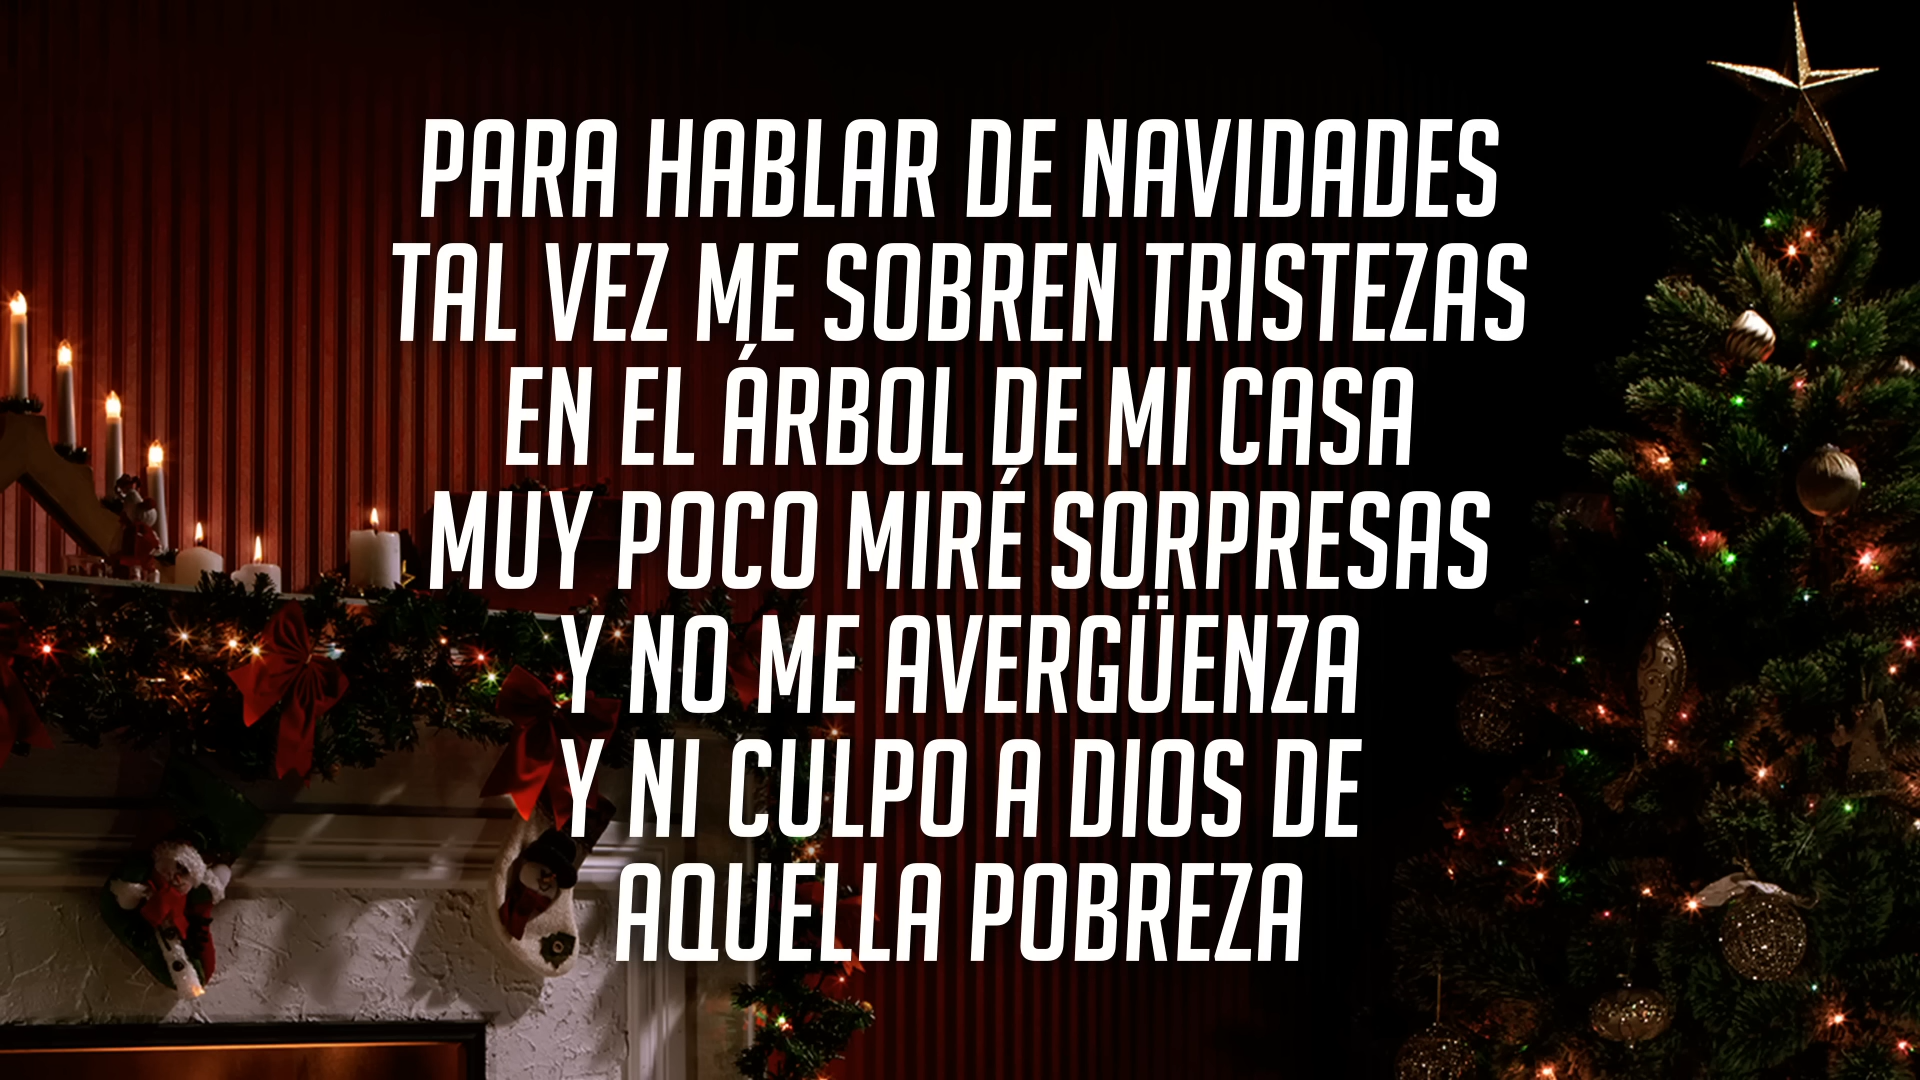 PARA HABLAR DE NAVIDADES
TAL VEZ ME SOBREN TRISTEZAS
EN EL ÁRBOL DE MI CASA
MUY POCO MIRÉ SORPRESAS
Y NO ME AVERGÜENZA
Y NI CULPO A DIOS DE
AQUELLA POBREZA